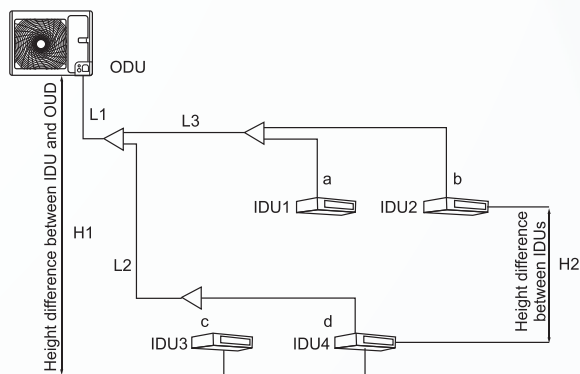 ODU
L1
L3
Height difference between IDU and OUD
H1
a
b
IDU1
IDU2
Height difference
between IDUs
H2
L2
c
d
IDU3
IDU4